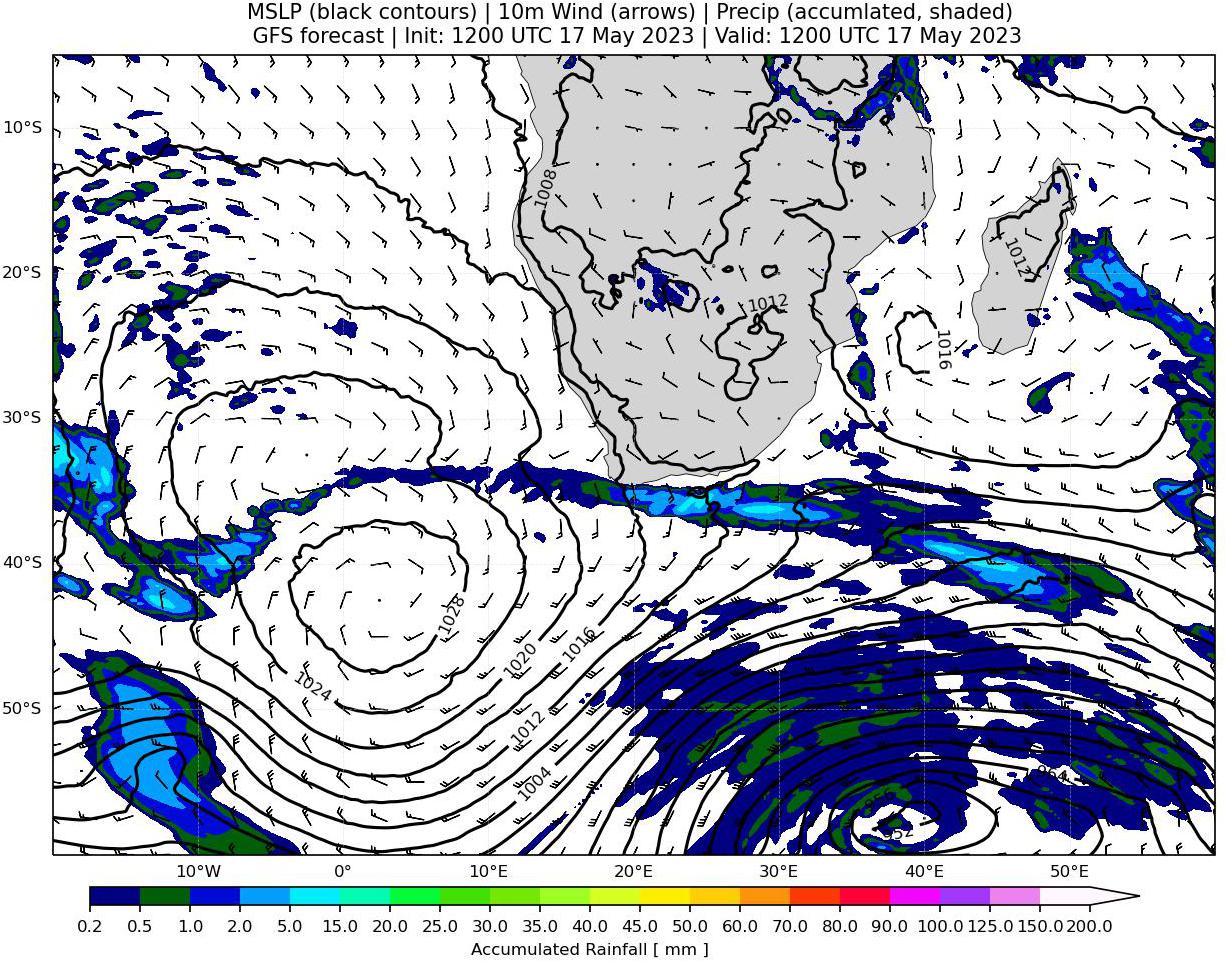 MSLP (black contours) | 10m Wind (arrows) | Precip (accumlated, shaded)
GFS forecast | Init: 1200 UTC 17 May 2023 | Valid: 1200 UTC 17 May 2023
10°S
1008
1012
20°S
1012
1016
30°S
40°S
1028
1016
1020
1024
50°S
1012
964
1004
956
952
10°W 0° 10°E 20°E 30°E 40°E 50°E
0.2 0.5 1.0 2.0 5.0 15.0 20.0 25.0 30.0 35.0 40.0 45.0 50.0 60.0 70.0 80.0 90.0 100.0 125.0 150.0 200.0
Accumulated Rainfall [ mm ]